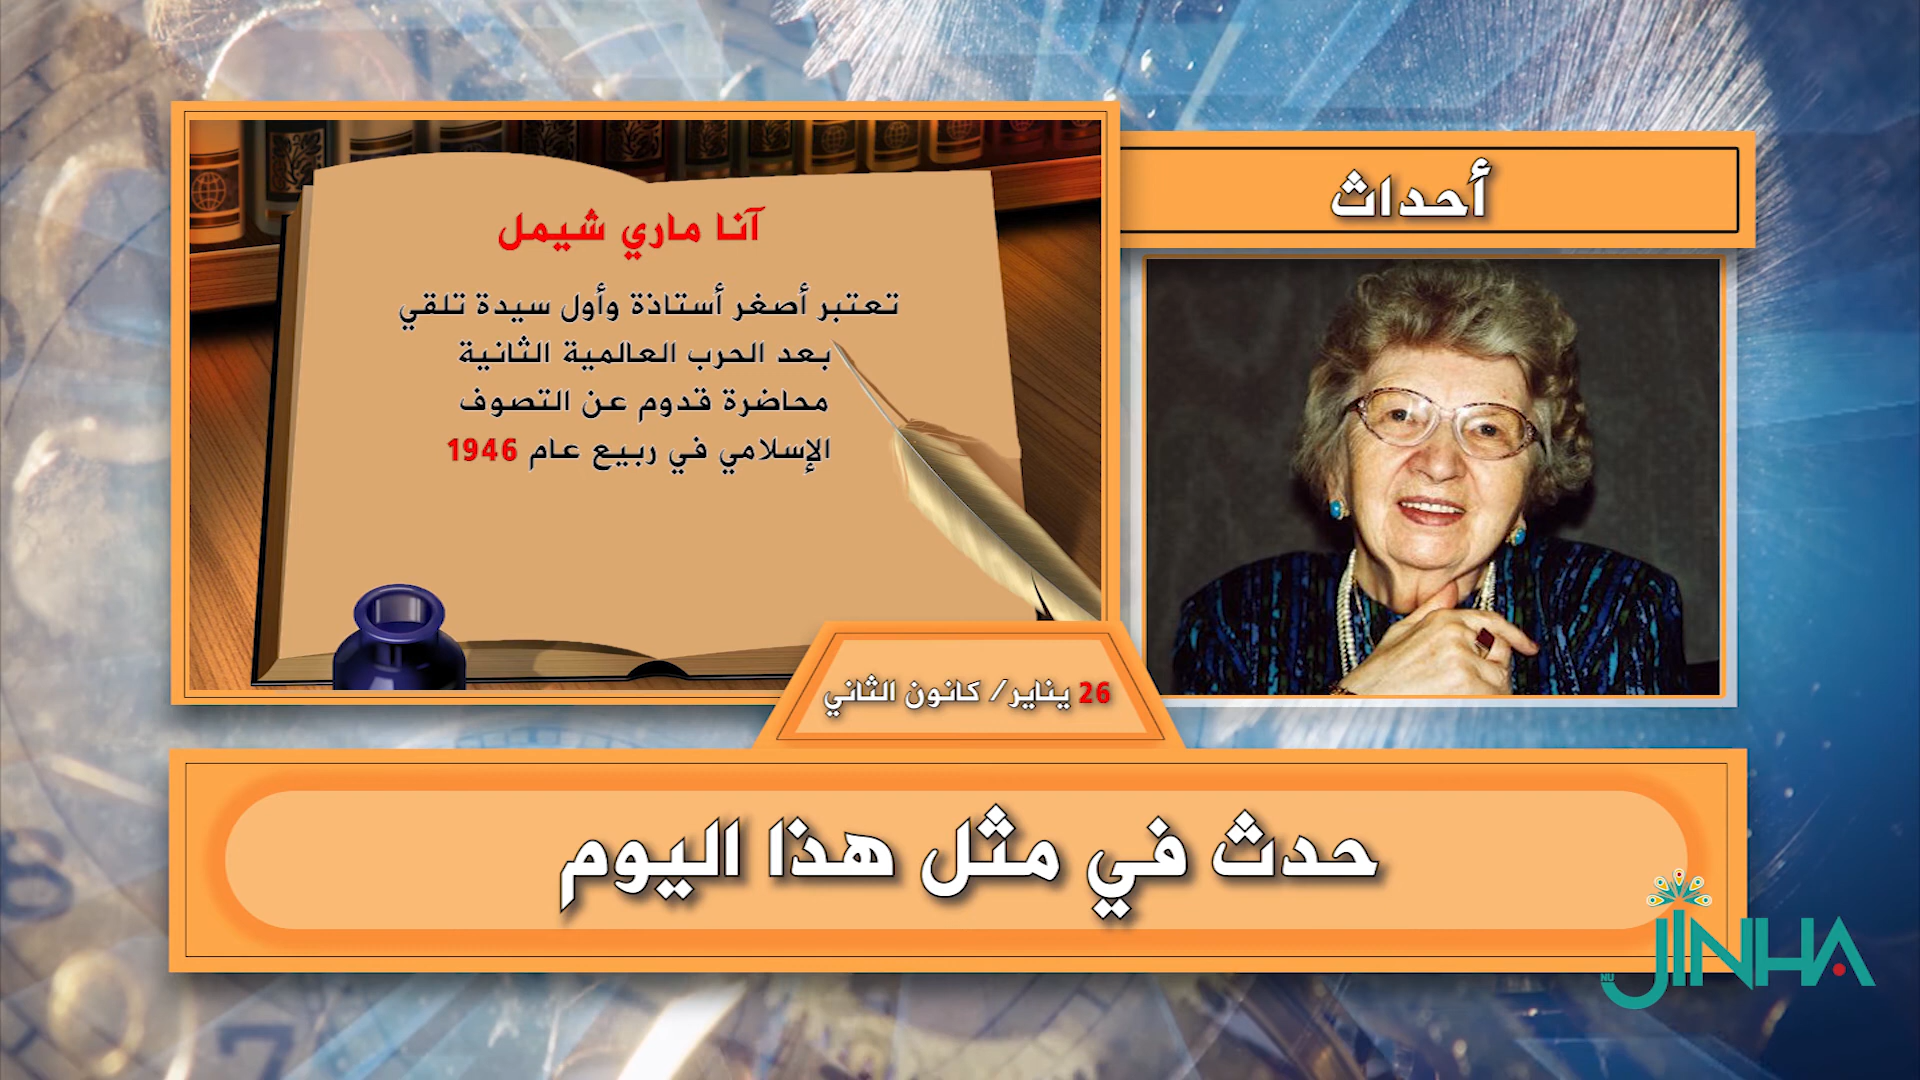 أحداث
آنا ماري شيمل
تعتبر أصغر أستاذة وأول سيدة تلقي
بعد الحرب العالمية الثانية
محاضرة قدوم عن التصوف
الإسلامي في ربيع عام 1946
26 يناير/ كانون الثاني
حدث في مثل هذا اليوم
NU JINHA